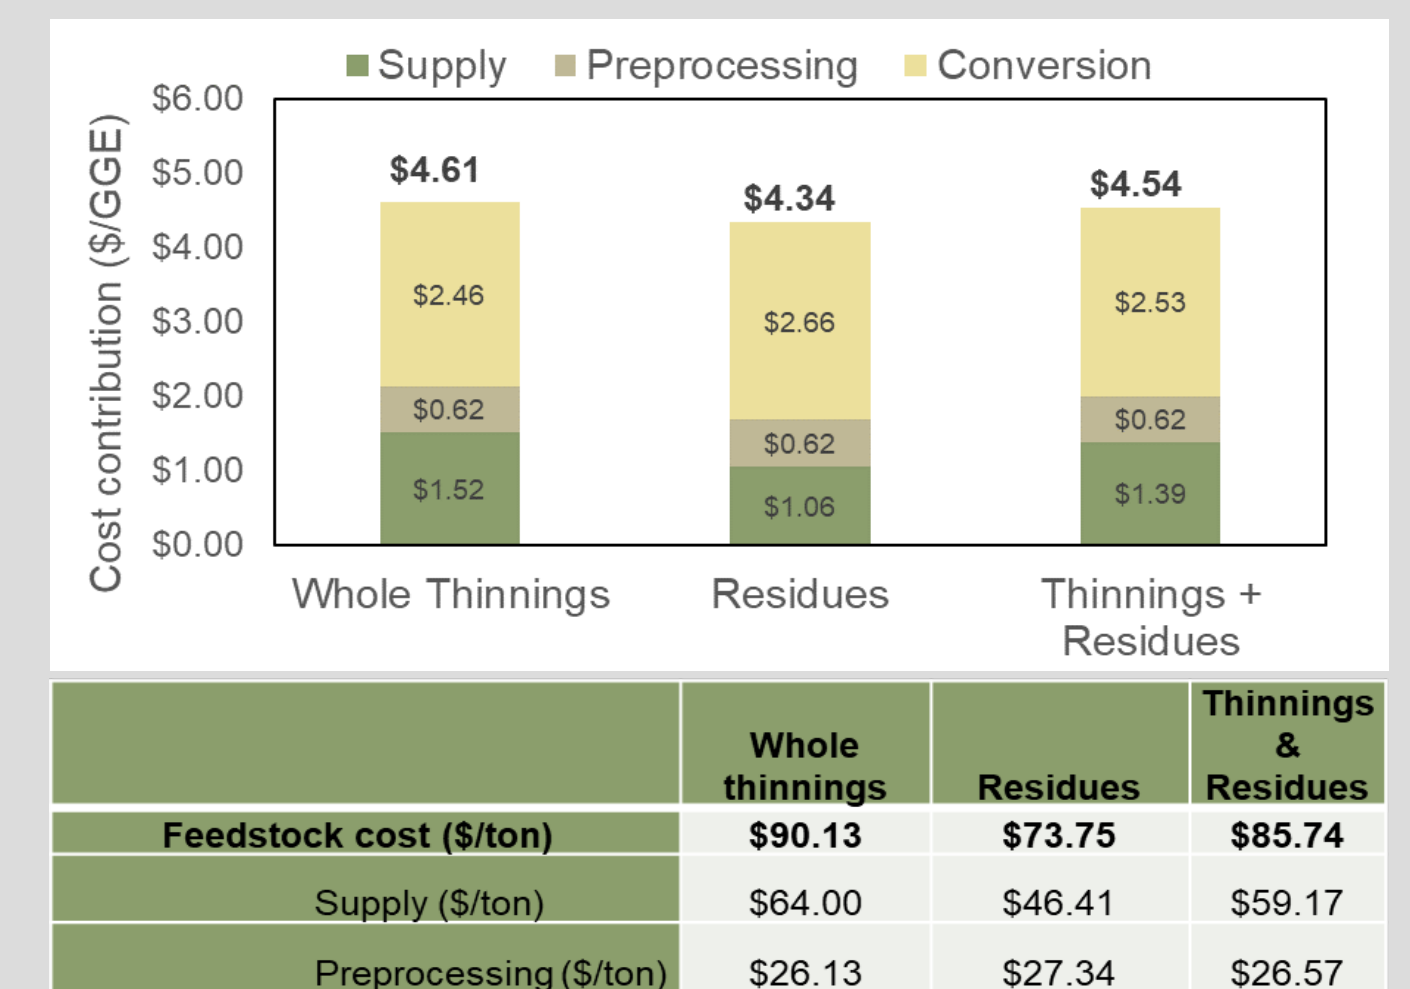 Supply Preprocessing Conversion
Cost contribution ($/GGE)
$6.00
$5.00
$4.00
$3.00
$2.00
$1.00
$0.00
$4.61
$2.46
$0.62
$1.52
$4.34
$2.66
$0.62
$1.06
$4.54
$2.53
$0.62
$1.39
Whole Thinnings
Residues
Thinnings +
Residues
Whole
thinnings
Residues
Thinnings
&
Residues
Feedstock cost ($/ton) $90.13 $73.75 $85.74
Supply ($/ton) $64.00 $46.41 $59.17
Preprocessing ($/ton) $26.13 $27.34 $26.57